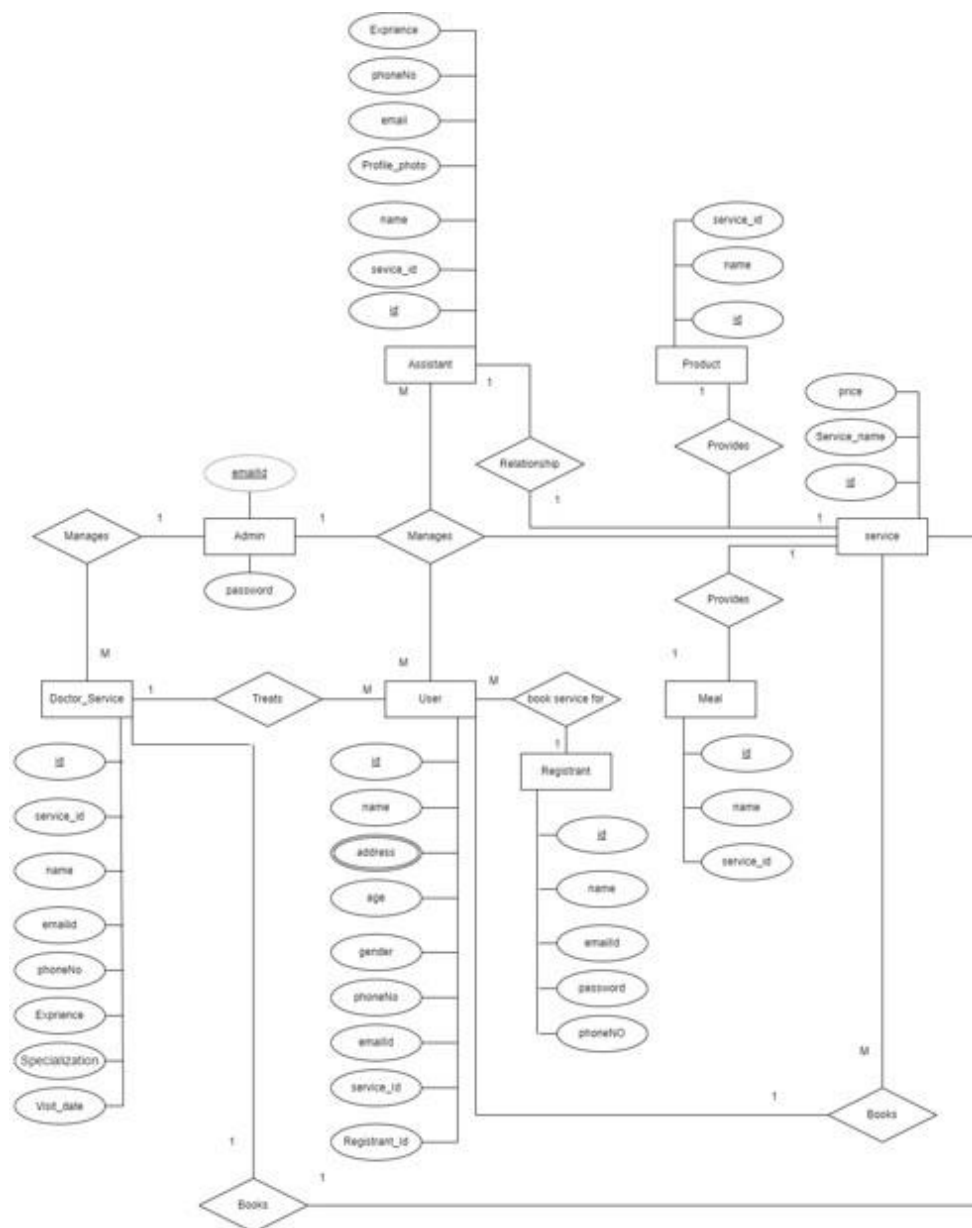 Exprience
phoneNo
email
Profile_photo
name
sevice_id
id
Assistant
M
1
service_id
name
id
Product
1
Provides
Relationship
1
price
Service_name
id
emailId
Manages
1
Admin
1
Manages
1
service
password
1
Provides
M
M
1
Doctor_Service
1
Treats
M
User
M
book service for
1
Meal
Registrant
id
service_id
name
emailId
phoneNo
Exprience
Specialization
Visit_date
id
name
address
age
gender
phoneNo
emailId
service_Id
Registrant_Id
id
name
emailId
password
phoneNO
id
name
service_id
M
1
Books
1
1
Books